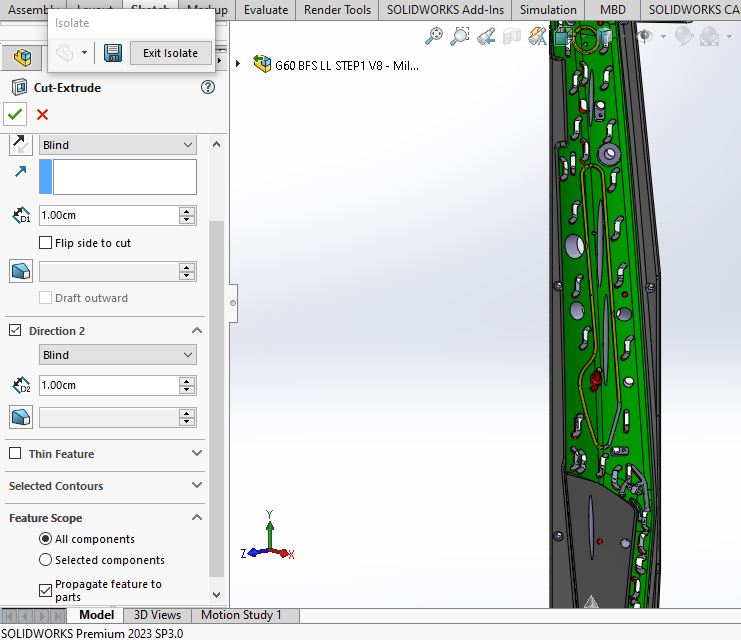 Assembly Layout Sketch Markup Evaluate Render Tools SOLIDWORKS Add-Ins Simulation MBD SOLIDWORKS CA
Isolate
Exit Isolate
G60 BFS LL STEP1 V8 - Mil...
Cut-Extrude
Blind
D1 1.00cm
Flip side to cut
Draft outward
Direction 2
Blind
D2 1.00cm
Thin Feature
Selected Contours
Feature Scope
All components
Selected components
Propagate feature to
parts
Y
Z X
Model 3D Views Motion Study 1
SOLIDWORKS Premium 2023 SP3.0